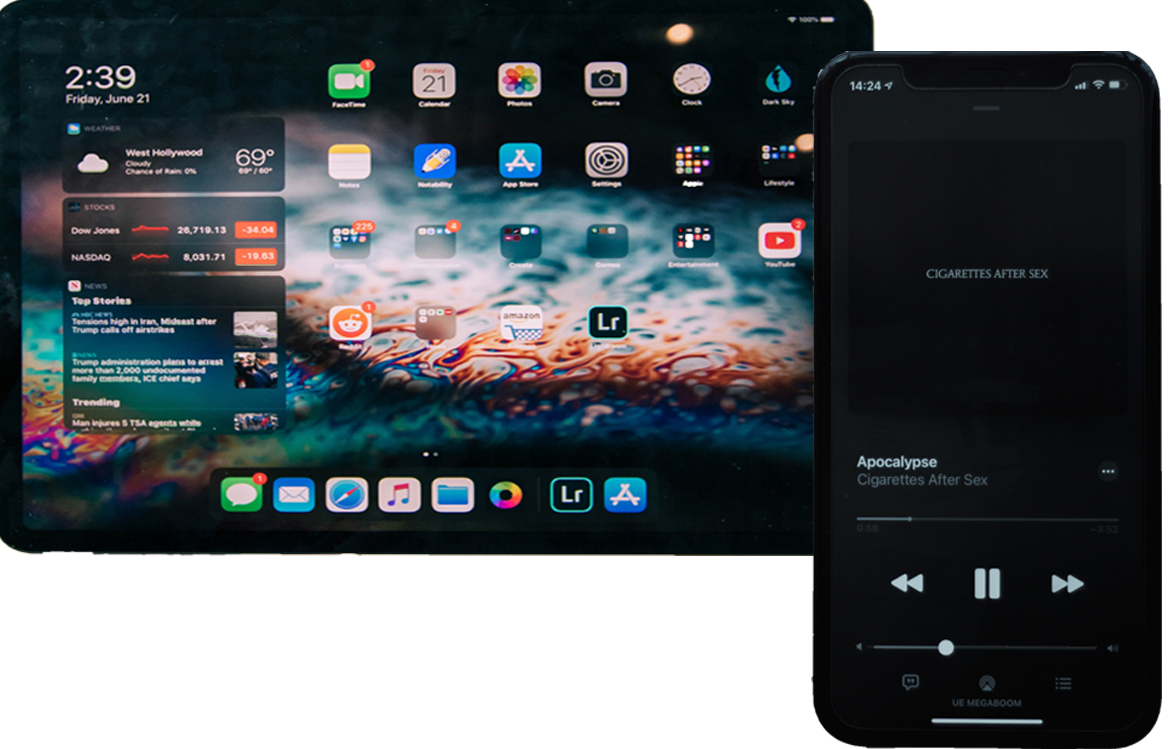 100%
2:39
Friday, June 21
WEATHER
West Hollywood
Cloudy
Chance of Rain: 0%
69°
69° / 60°
STOCKS
Dow Jones 26,719.13 -34.04
NASDAQ 8,031.71 -19.63
NEWS
Top Stories
NBC NEWS
Tensions high in Iran, Mideast after
Trump calls off airstrikes
NEWS
Trump administration plans to arrest
more than 2,000 undocumented
family members, ICE chief says
Trending
Man injures 5 TSA agents while
1
Friday
21
FaceTime Calendar Photos Camera Clock Dark Sky
Notes Notability App Store Settings Apple Lifestyle
225 4 2
Create Games Entertainment YouTube
1
amazon
Lr
Reddit
1
Lr
14:24
CIGARETTES AFTER SEX
Apocalypse
Cigarettes After Sex
0:58 -3:52
UE MEGABOOM